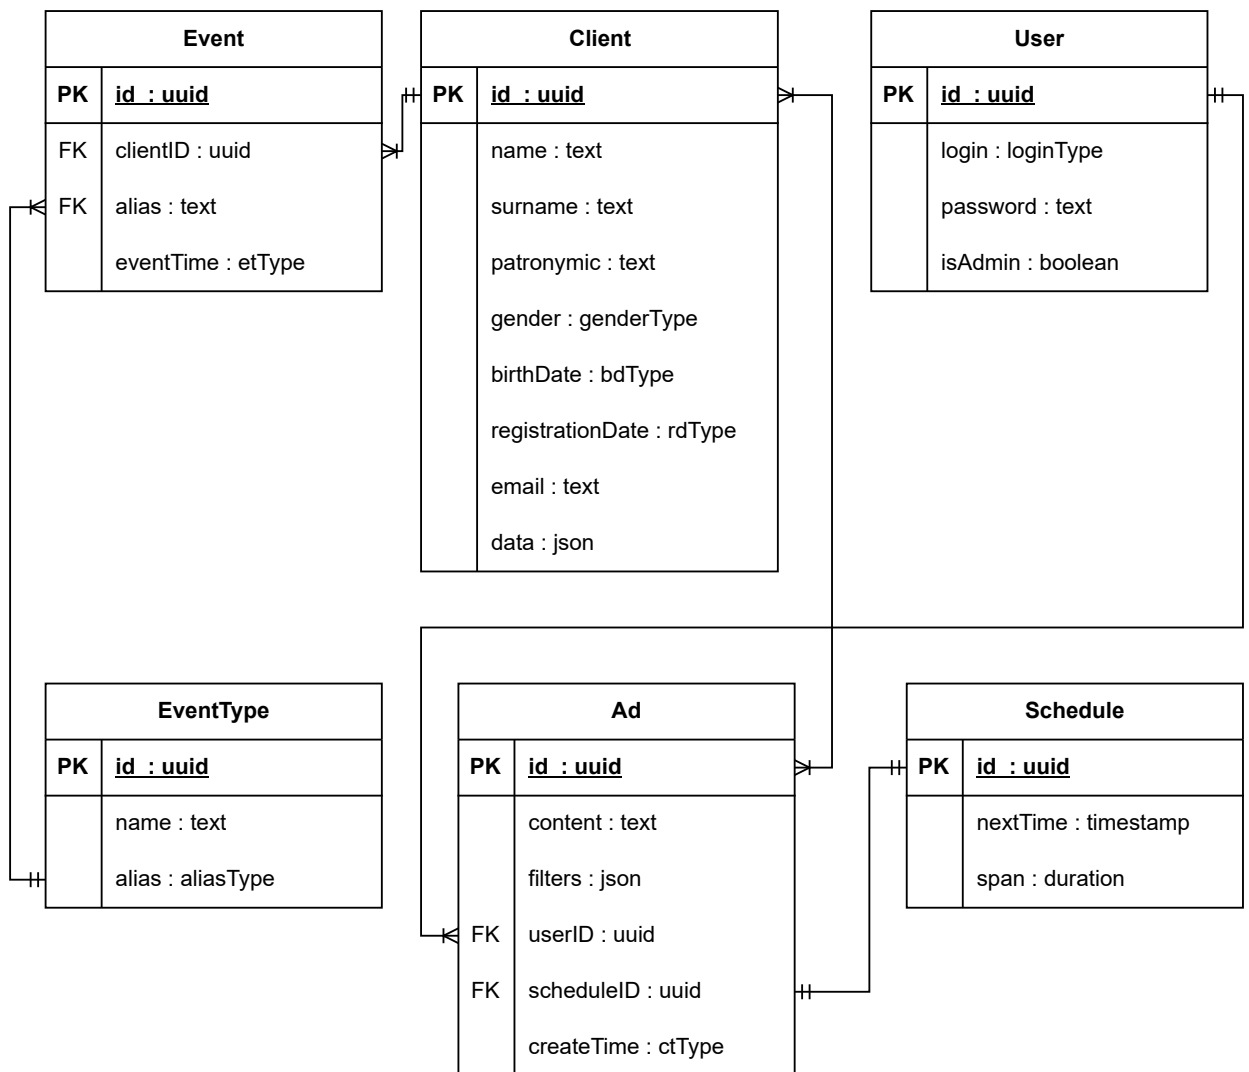 Event
PK id : uuid
FK clientID : uuid
FK alias : text
eventTime : etType
Client
PK id : uuid
name : text
surname : text
patronymic : text
gender : genderType
birthDate : bdType
registrationDate : rdType
email : text
data : json
User
PK id : uuid
login : loginType
password : text
isAdmin : boolean
EventType
PK id : uuid
name : text
alias : aliasType
Ad
PK id : uuid
content : text
filters : json
FK userID : uuid
FK scheduleID : uuid
createTime : ctType
Schedule
PK id : uuid
nextTime : timestamp
span : duration